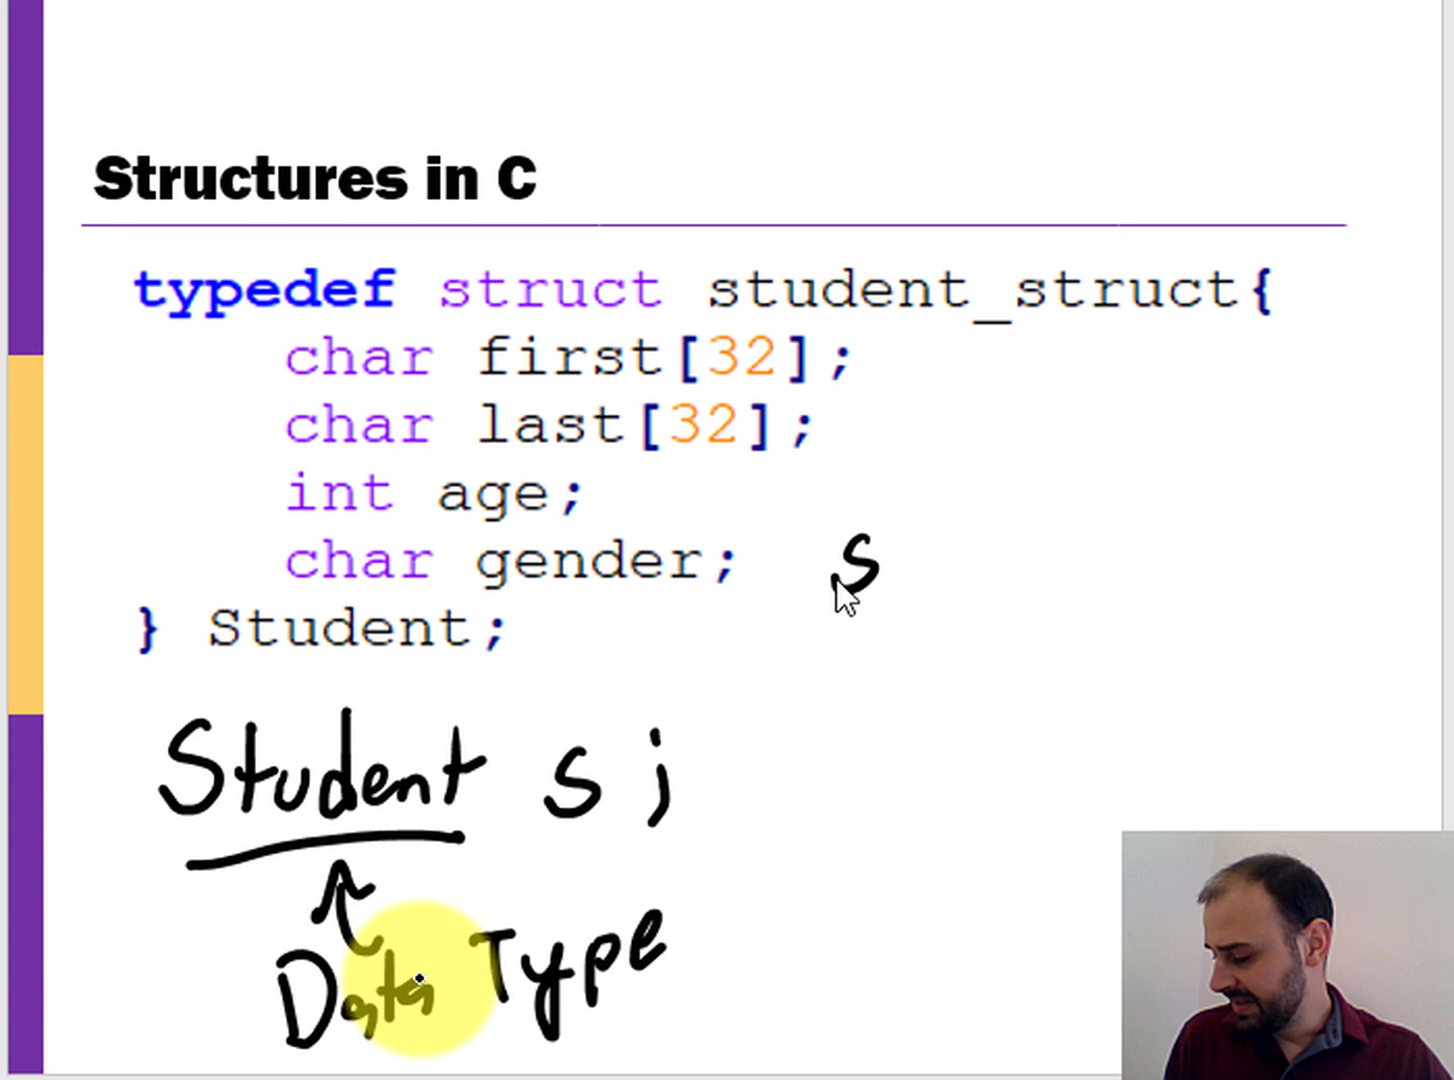 Structures in C
typedef struct student_struct{
char first[32];
char last[32];
int age;
char gender;
s
} Student;
Student s ;
Data Type